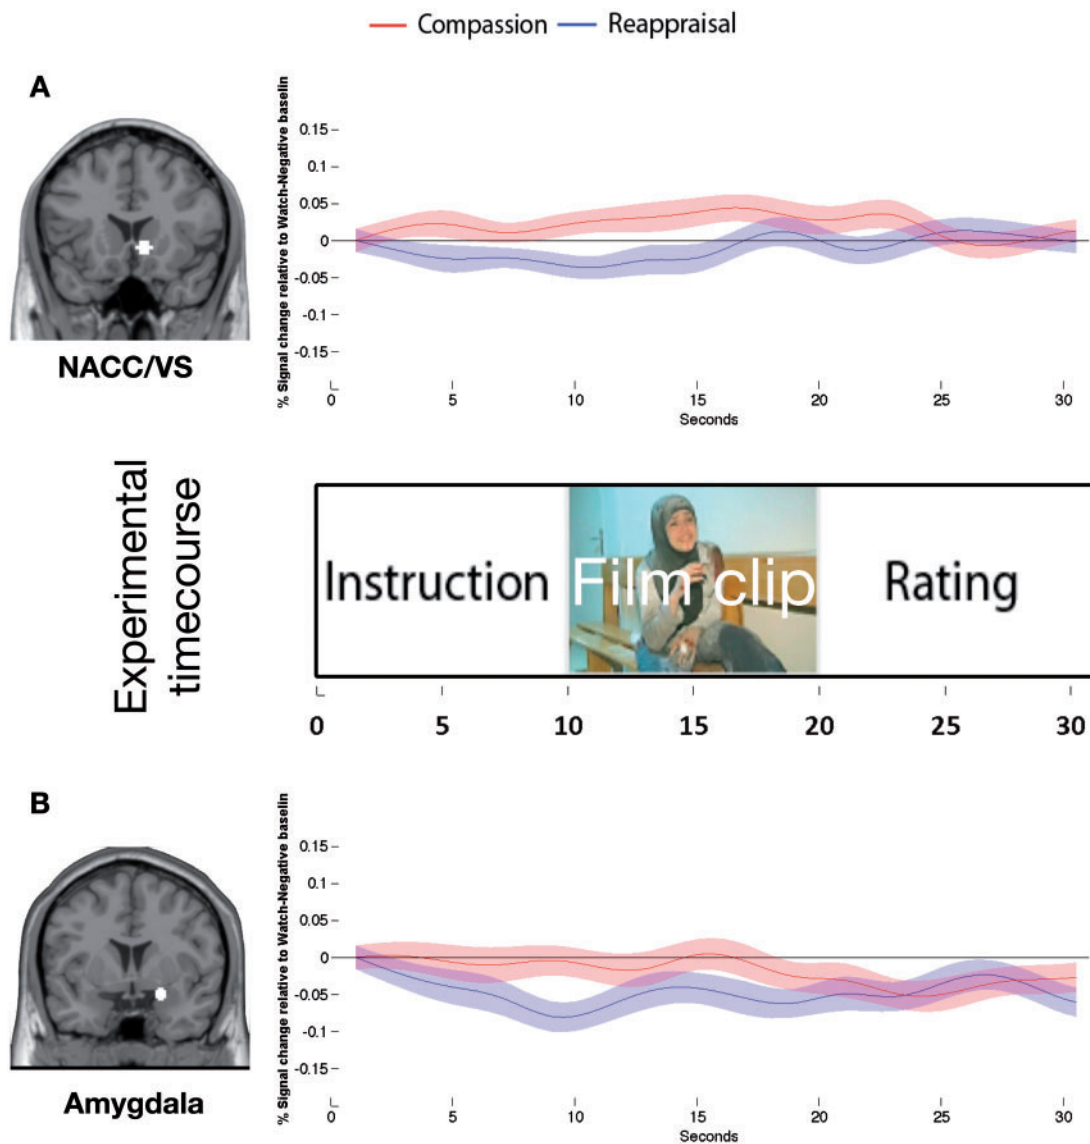 Compassion Reappraisal
A
% Signal change relative to Watch-Negative baselin
0.15
0.1
0.05
0
-0.05
-0.1
-0.15
0 5 10 15 20 25 30
Seconds
NACC/VS
Experimental
timecourse
Instruction Film clip Rating
0 5 10 15 20 25 30
B
% Signal change relative to Watch-Negative baselin
0.15
0.1
0.05
0
-0.05
-0.1
-0.15
0 5 10 15 20 25 30
Seconds
Amygdala